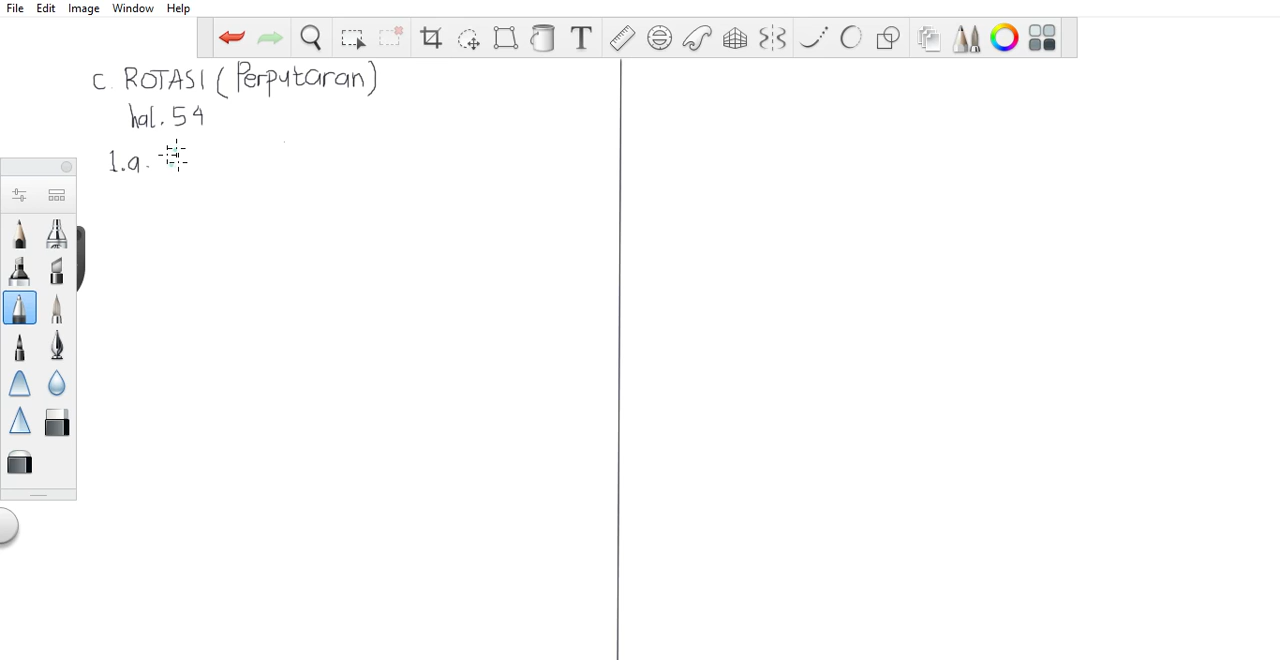 File Edit Image Window Help
T
C. ROTASI (Perputaran)
hal. 54
1.a.